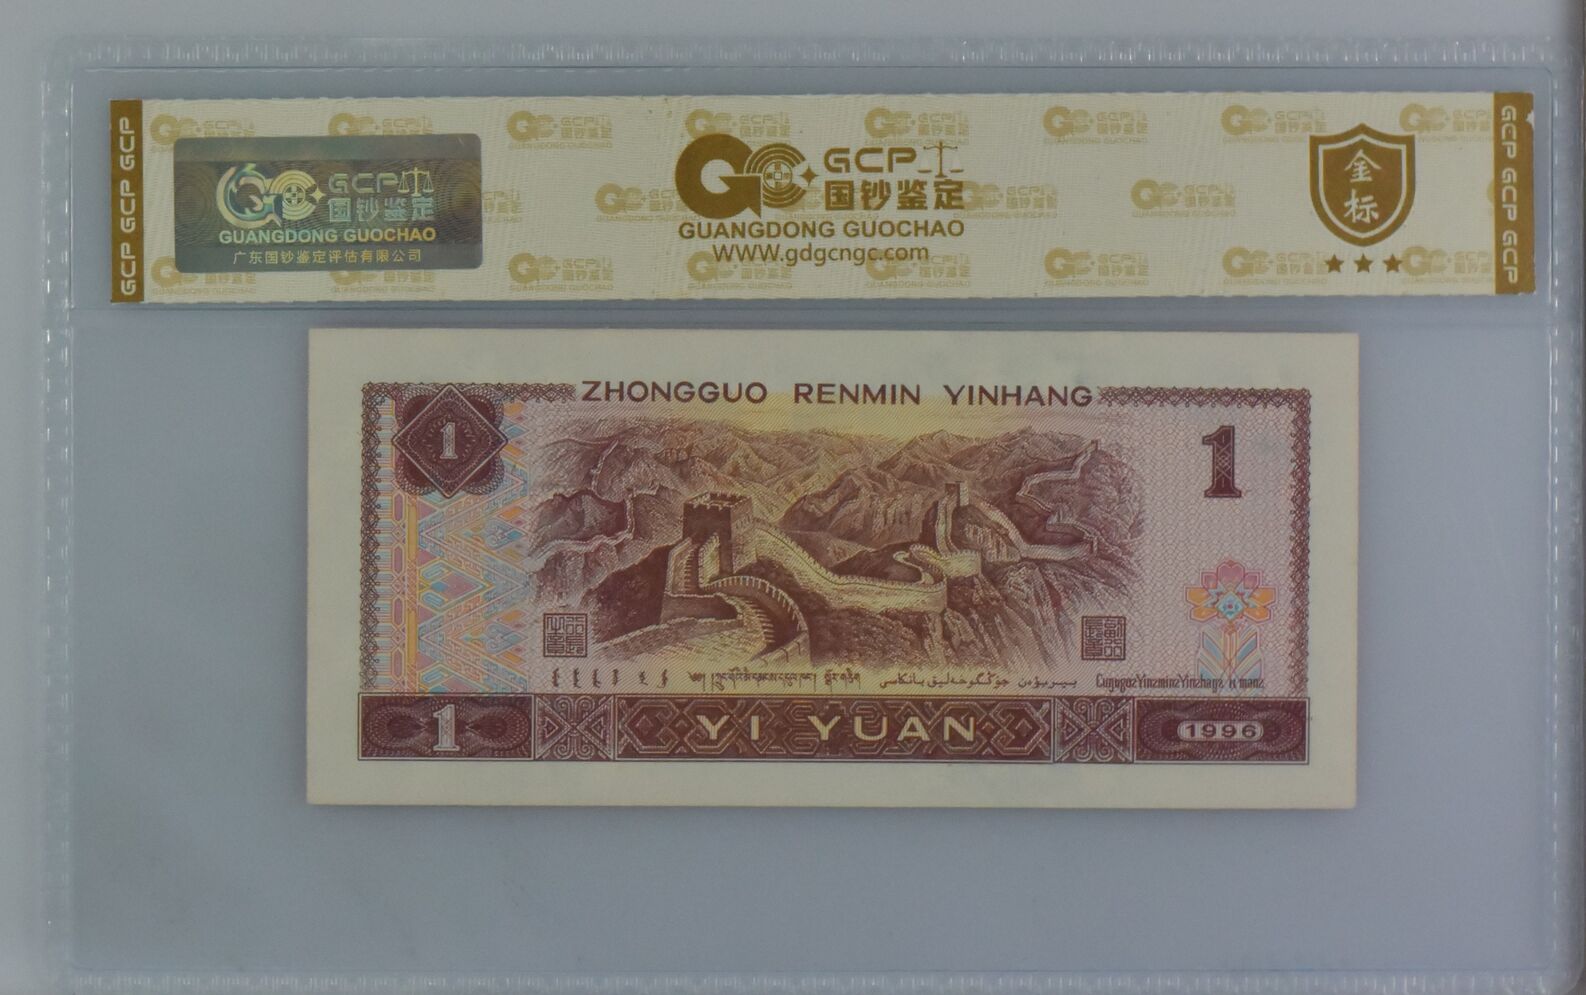 GCP GCP GCP
GCP
国钞鉴定
GUANGDONG GUOCHAO
广东国钞鉴定评估有限公司
GCP
国钞鉴定
GUANGDONG GUOCHAO
WWW.gdgcngc.com
金标
GCP GCP GCP
ZHONGGUO RENMIN YINHANG
1
1
1
YI YUAN
1996